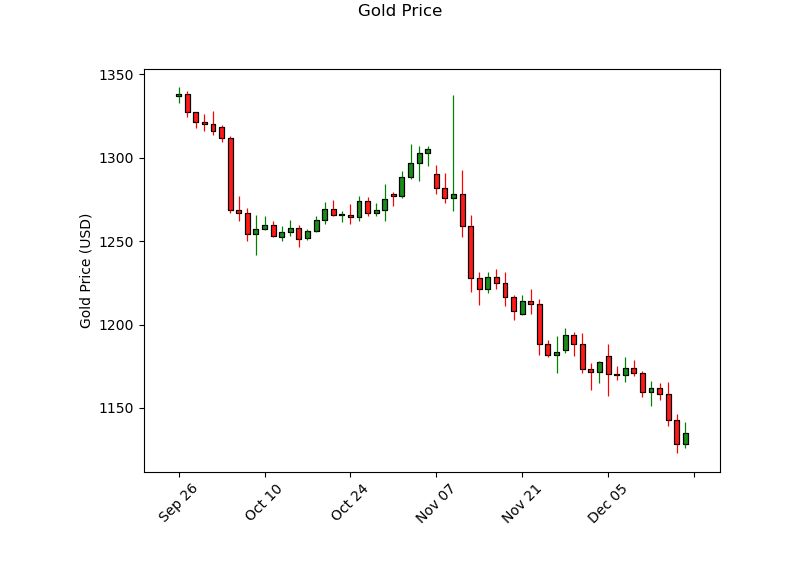 Gold Price
1350
1300
1250
1200
1150
Gold Price (USD)
Sep 26
Oct 10
Oct 24
Nov 07
Nov 21
Dec 05